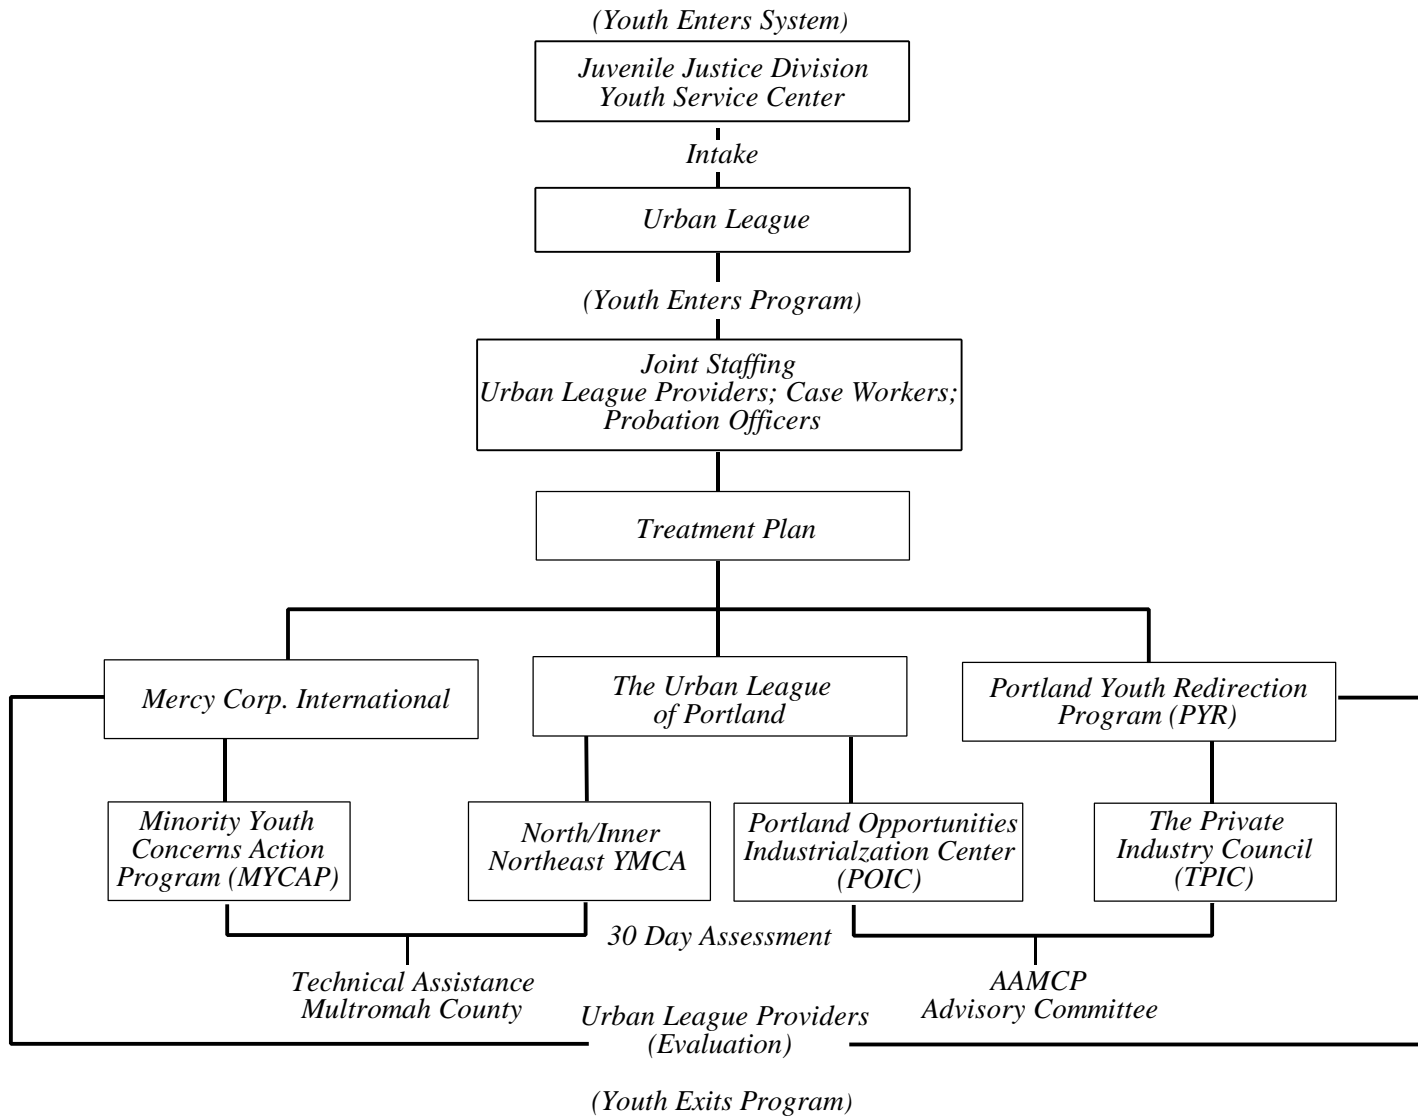 (Youth Enters System)
Juvenile Justice Division
Youth Service Center
Intake
Urban League
(Youth Enters Program)
Joint Staffing
Urban League Providers; Case Workers;
Probation Officers
Treatment Plan
Mercy Corp. International
The Urban League
of Portland
Portland Youth Redirection
Program (PYR)
Minority Youth
Concerns Action
Program (MYCAP)
North/Inner
Northeast YMCA
Portland Opportunities
Industrialzation Center
(POIC)
The Private
Industry Council
(TPIC)
30 Day Assessment
Technical Assistance
Multromah County
AAMCP
Advisory Committee
Urban League Providers
(Evaluation)
(Youth Exits Program)